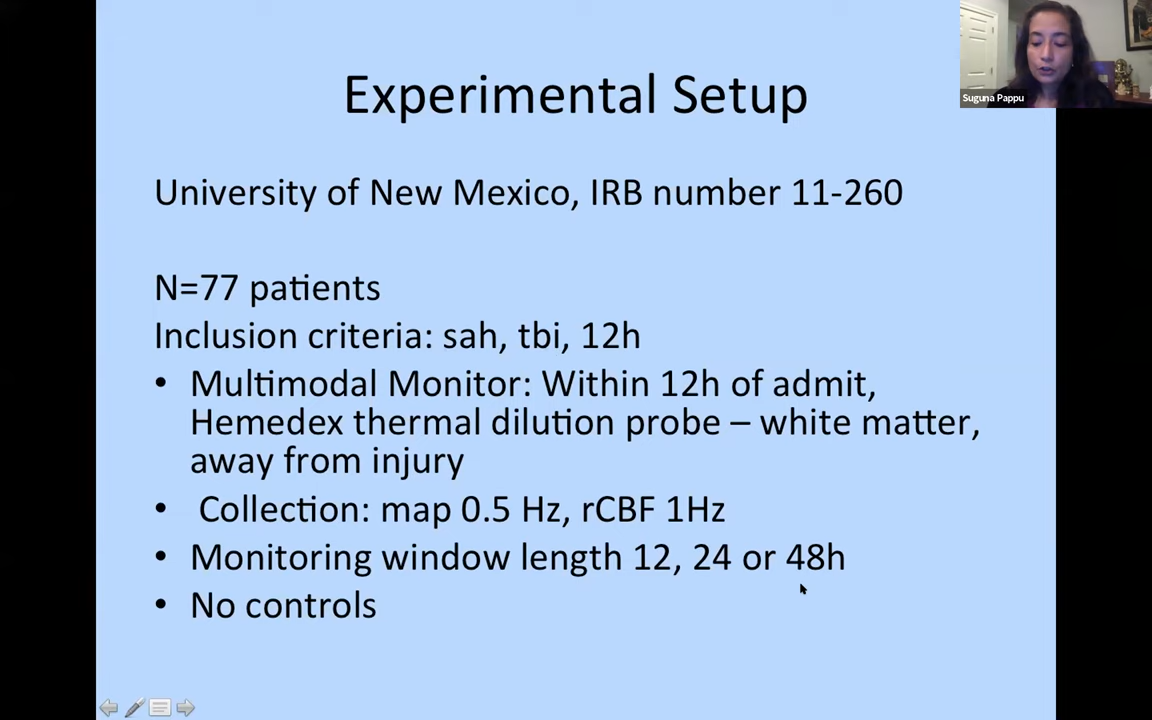 Experimental Setup
Suguna Pappu
University of New Mexico, IRB number 11-260
N=77 patients
Inclusion criteria: sah, tbi, 12h
• Multimodal Monitor: Within 12h of admit,
Hemedex thermal dilution probe – white matter,
away from injury
• Collection: map 0.5 Hz, rCBF 1Hz
• Monitoring window length 12, 24 or 48h
• No controls